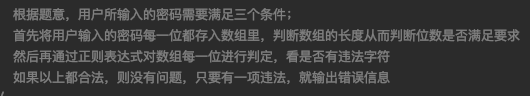 根据题意，用户所输入的密码需要满足三个条件；
首先将用户输入的密码每一位都存入数组里，判断数组的长度从而判断位数是否满足要求
然后再通过正则表达式对数组每一位进行判定，看是否有违法字符
如果以上都合法，则没有问题，只要有一项违法，就输出错误信息